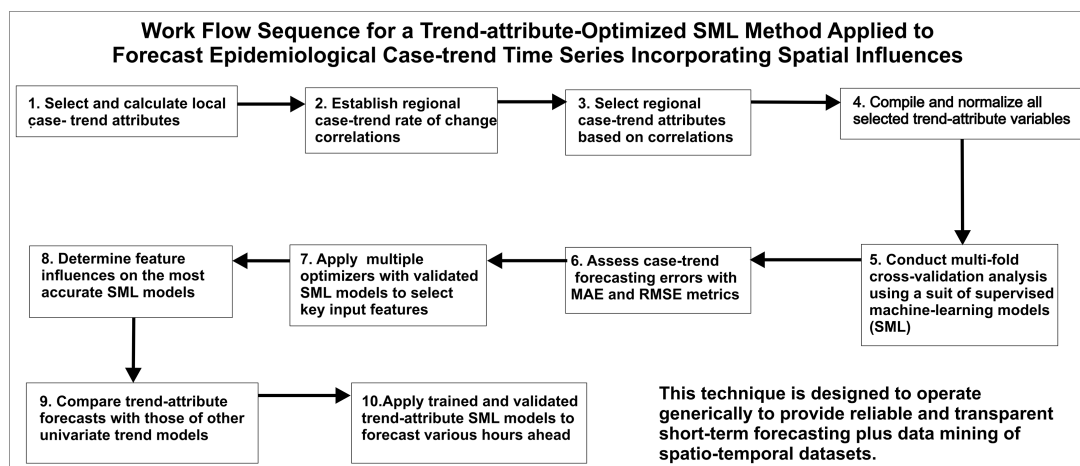 Work Flow Sequence for a Trend-attribute-Optimized SML Method Applied to
Forecast Epidemiological Case-trend Time Series Incorporating Spatial Influences
1. Select and calculate local
case- trend attributes
2. Establish regional
case-trend rate of change
correlations
3. Select regional
case-trend attributes
based on correlations
4. Compile and normalize all
selected trend-attribute variables
5. Conduct multi-fold
cross-validation analysis
using a suit of supervised
machine-learning models
(SML)
6. Assess case-trend
forecasting errors with
MAE and RMSE metrics
7. Apply multiple
optimizers with validated
SML models to select
key input features
8. Determine feature
influences on the most
accurate SML models
9. Compare trend-attribute
forecasts with those of other
univariate trend models
10.Apply trained and validated
trend-attribute SML models to
forecast various hours ahead
This technique is designed to operate
generically to provide reliable and transparent
short-term forecasting plus data mining of
spatio-temporal datasets.